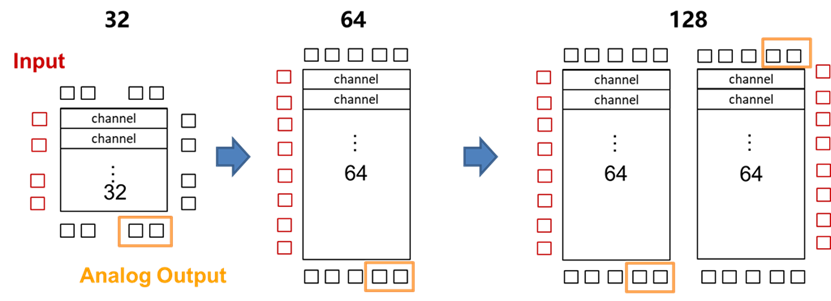 32
64
128
Input
channel
channel
⋮
32
channel
channel
⋮
64
channel
channel
⋮
64
channel
channel
⋮
64
Analog Output